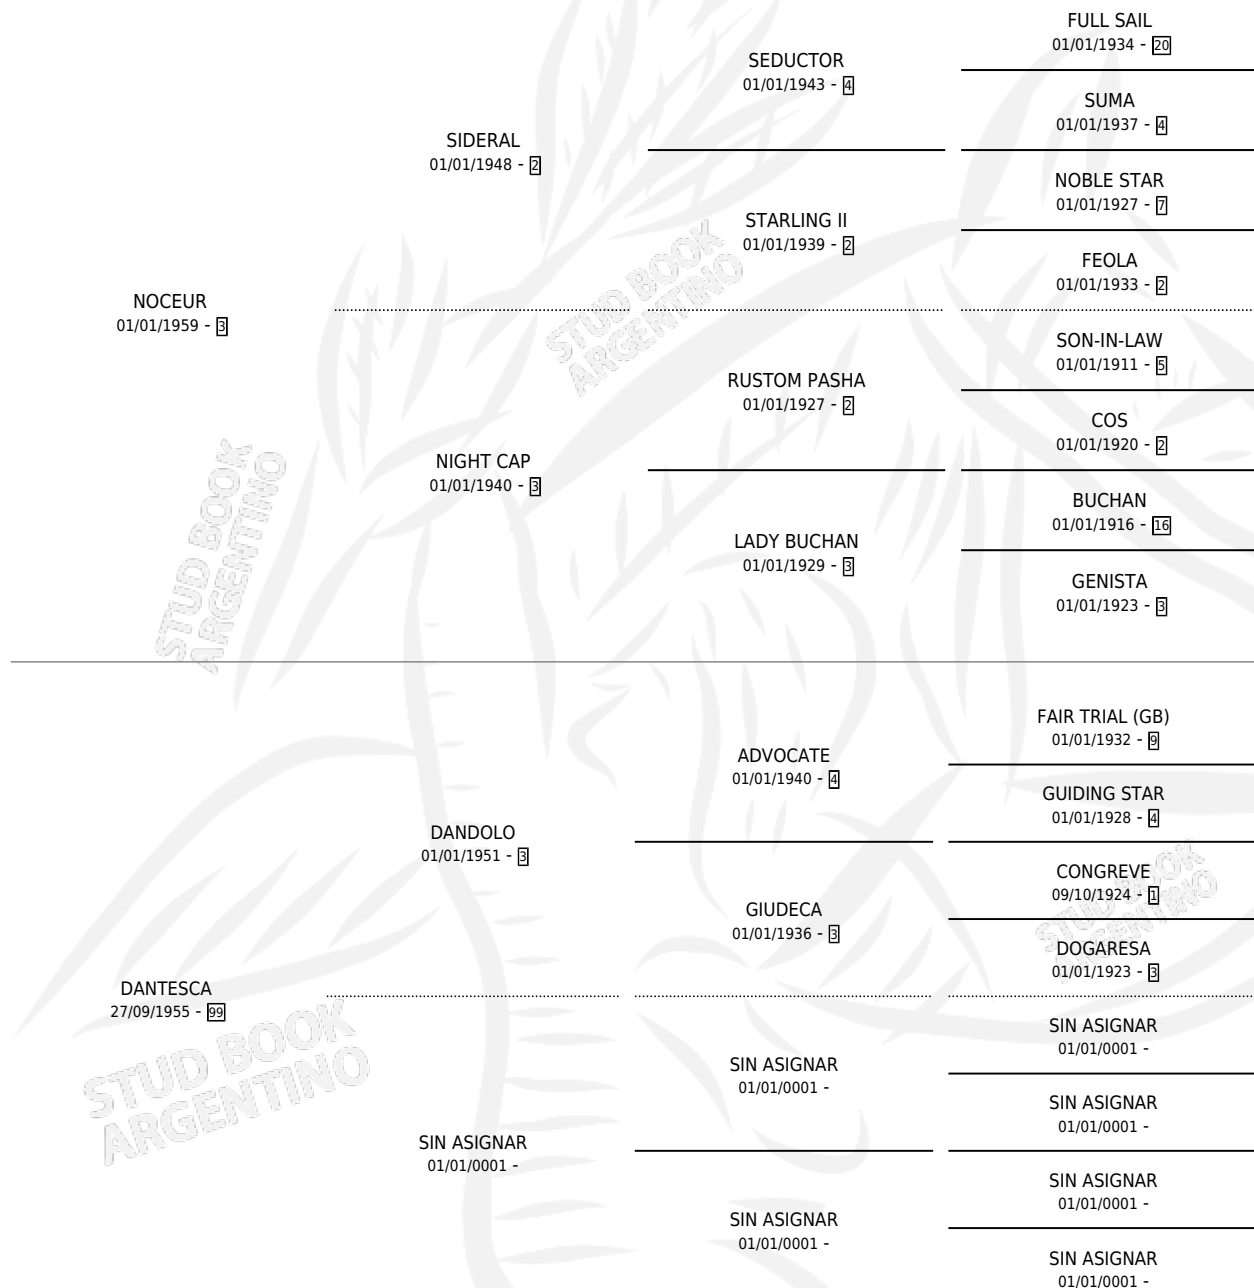 FULL SAIL
01/01/1934 - 20
SEDUCTOR
01/01/1943 - 4
SUMA
01/01/1937 - 4
SIDERAL
01/01/1948 - 2
NOBLE STAR
01/01/1927 - 7
STARLING II
01/01/1939 - 2
FEOLA
01/01/1933 - 2
NOCEUR
01/01/1959 - 3
SON-IN-LAW
01/01/1911 - 5
RUSTOM PASHA
01/01/1927 - 2
COS
01/01/1920 - 2
NIGHT CAP
01/01/1940 - 3
BUCHAN
01/01/1916 - 16
LADY BUCHAN
01/01/1929 - 3
GENISTA
01/01/1923 - 3
FAIR TRIAL (GB)
01/01/1932 - 9
ADVOCATE
01/01/1940 - 4
GUIDING STAR
01/01/1928 - 4
DANDOLO
01/01/1951 - 3
CONGREVE
09/10/1924 - 1
GIUDECA
01/01/1936 - 3
DOGARESA
01/01/1923 - 3
DANTESCA
27/09/1955 - 99
SIN ASIGNAR
01/01/0001 -
SIN ASIGNAR
01/01/0001 -
SIN ASIGNAR
01/01/0001 -
SIN ASIGNAR
01/01/0001 -
SIN ASIGNAR
01/01/0001 -
SIN ASIGNAR
01/01/0001 -
SIN ASIGNAR
01/01/0001 -
STUD BOOK
ARGENTINO
STUD BOOK
ARGENTINO
STUD BOOK
ARGENTINO
STUD BOOK
ARGENTINO